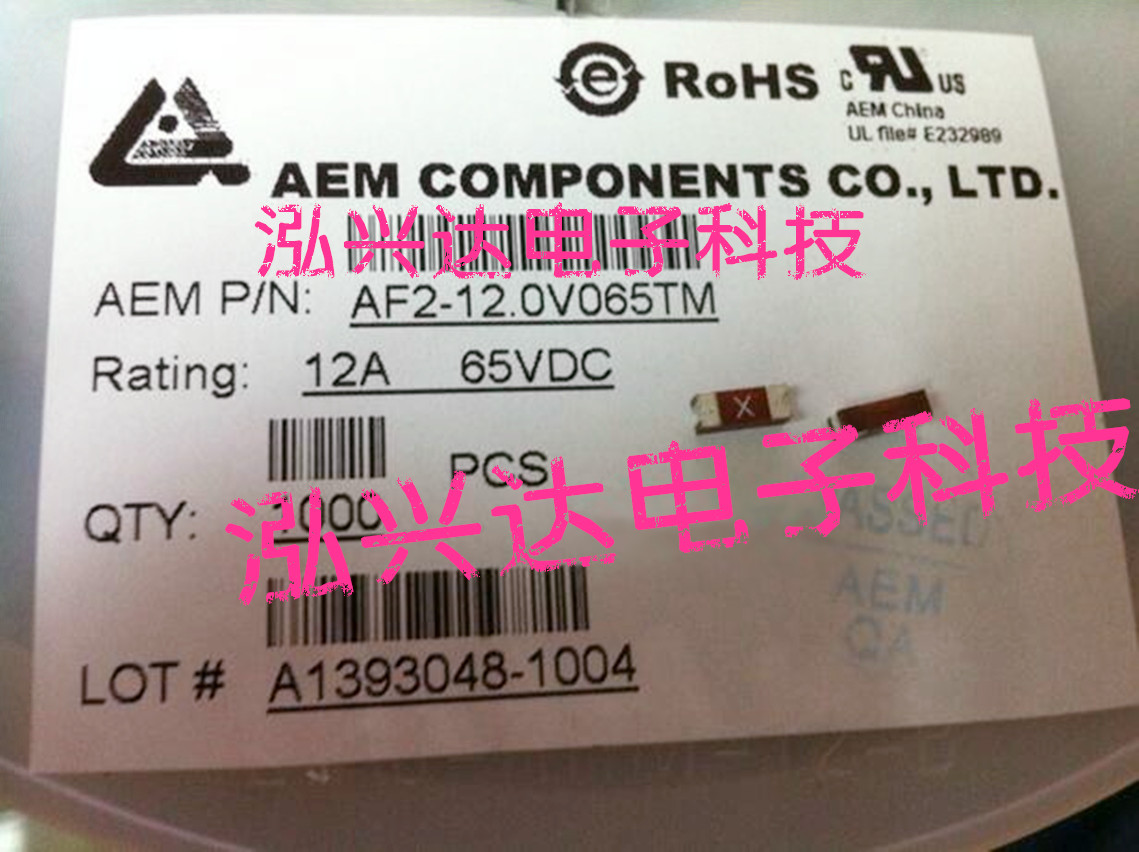 e RoHS c RU US
AEM China
UL file# E232989
AEM COMPONENTS CO., LTD.
泓兴达电子科技
AEM P/N: AF2-12.0V065TM
Rating: 12A 65VDC
X
PCS
QTY: 1000
泓兴达电子科技
AEM
QA
LOT # A1393048-1004